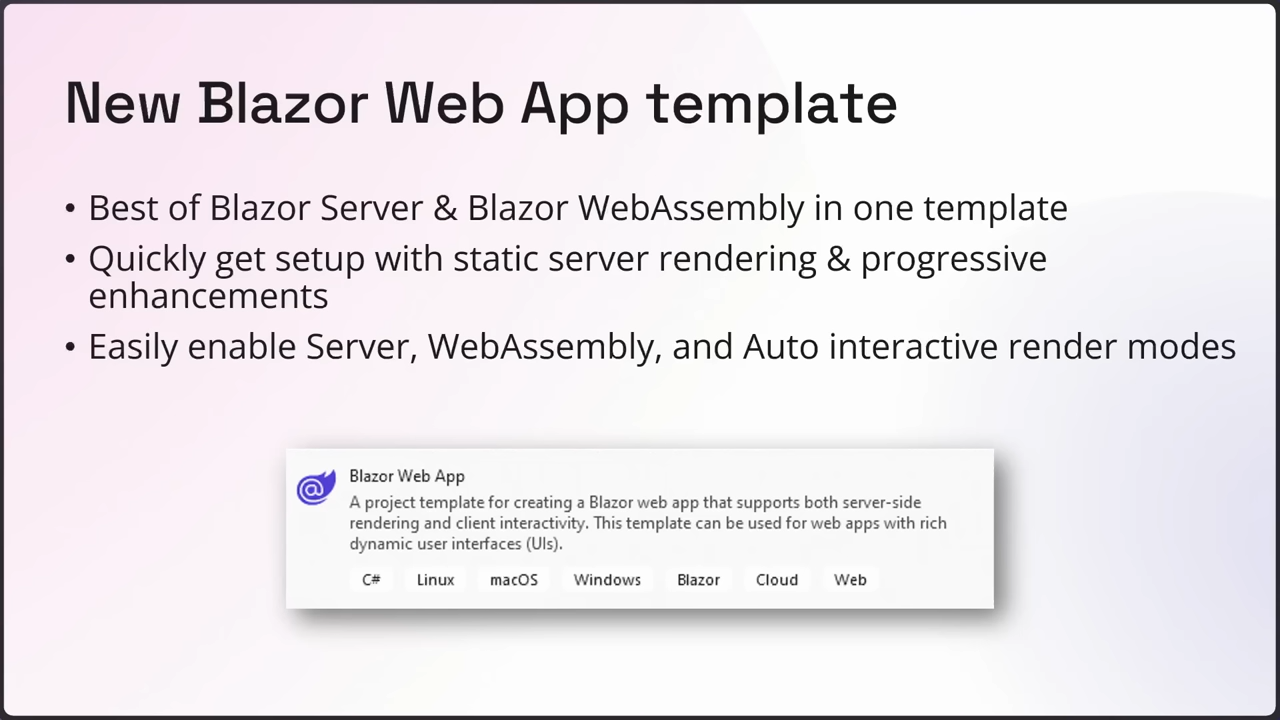 New Blazor Web App template
• Best of Blazor Server & Blazor WebAssembly in one template
• Quickly get setup with static server rendering & progressive
enhancements
• Easily enable Server, WebAssembly, and Auto interactive render modes
Blazor Web App
A project template for creating a Blazor web app that supports both server-side
rendering and client interactivity. This template can be used for web apps with rich
dynamic user interfaces (UIs).
C# Linux macOS Windows Blazor Cloud Web